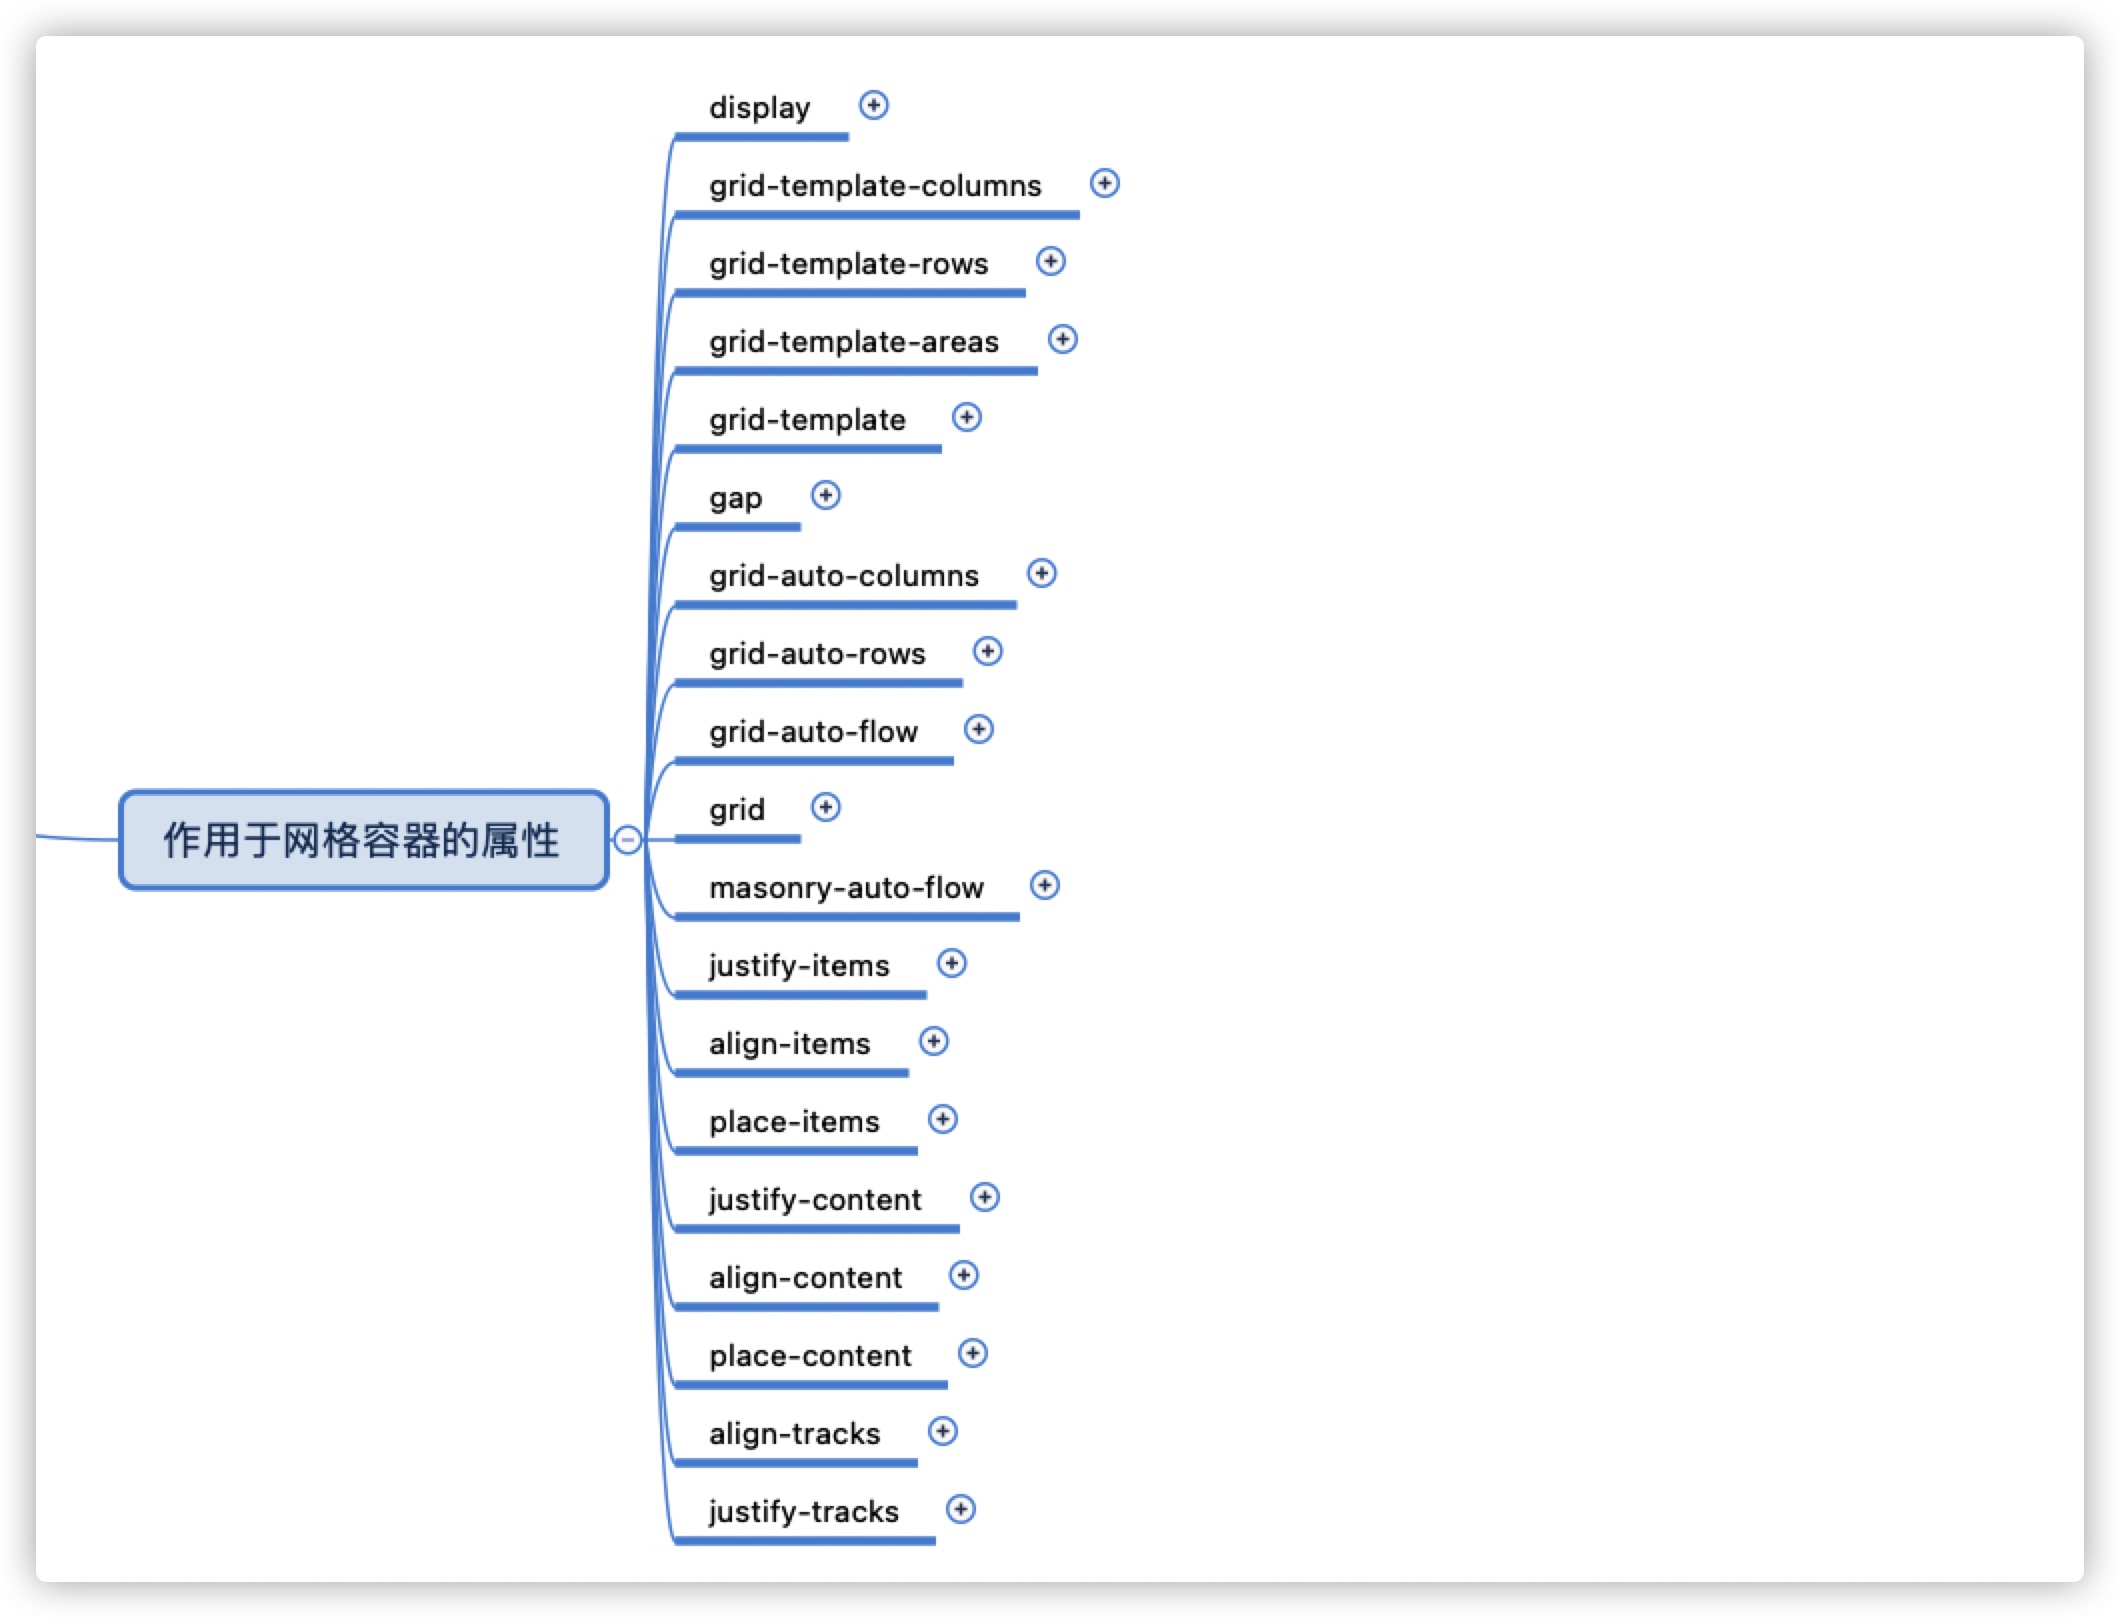 display
grid-template-columns
grid-template-rows
grid-template-areas
grid-template
gap
grid-auto-columns
grid-auto-rows
grid-auto-flow
作用于网格容器的属性
grid
masonry-auto-flow
justify-items
align-items
place-items
justify-content
align-content
place-content
align-tracks
justify-tracks